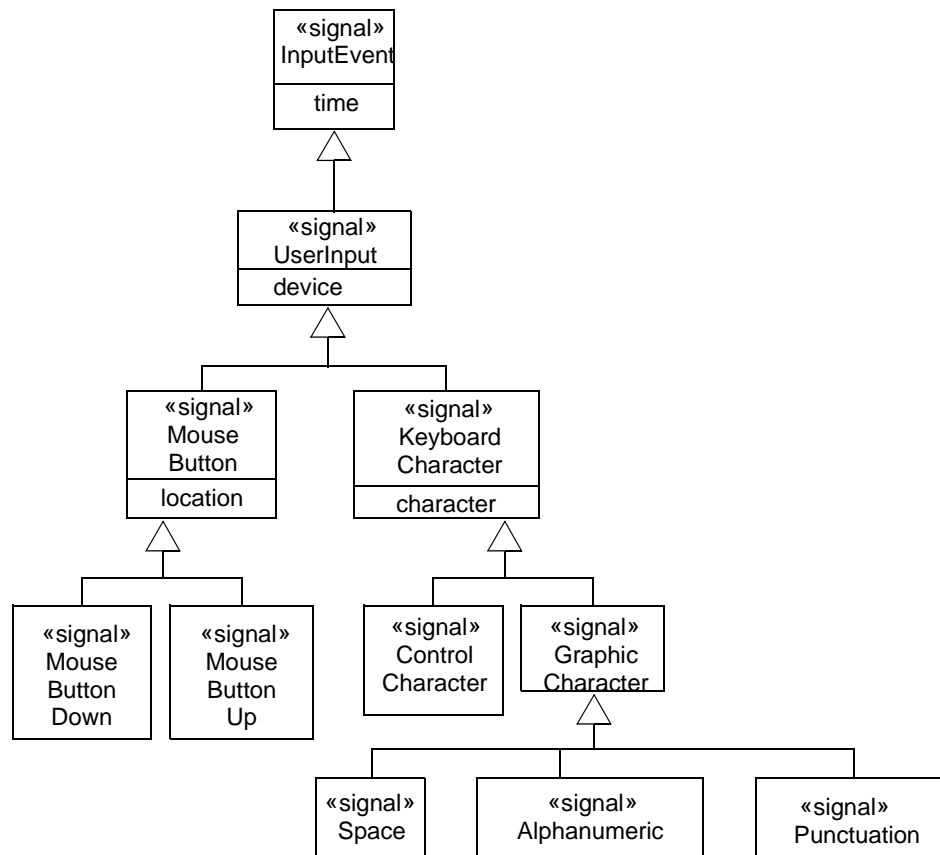 «signal»
InputEvent
time
«signal»
UserInput
device
«signal»
Mouse
Button
location
«signal»
Keyboard
Character
character
«signal»
Mouse
Button
Down
«signal»
Mouse
Button
Up
«signal»
Control
Character
«signal»
Graphic
Character
«signal»
Space
«signal»
Alphanumeric
«signal»
Punctuation